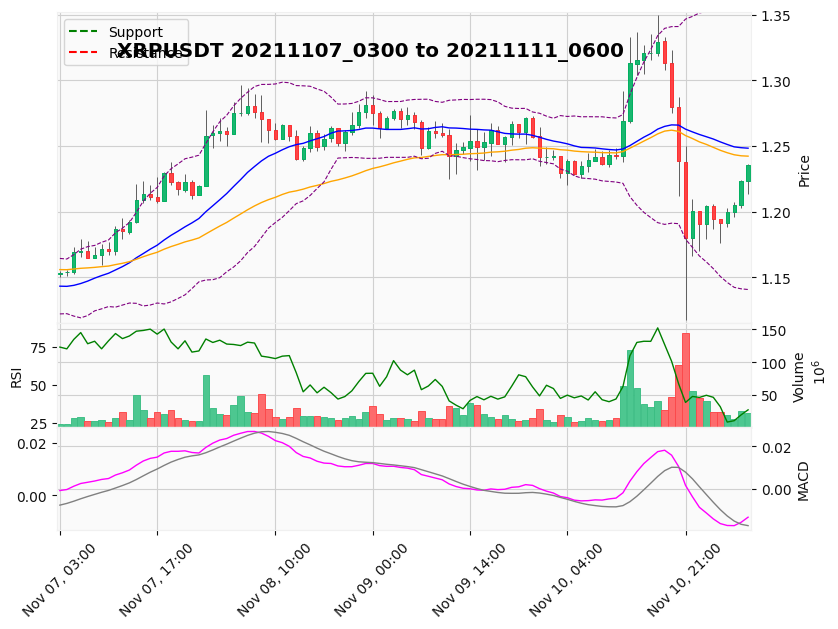 XRPUSDT 20211107_0300 to 20211111_0600
Support
Resistance
1.35
1.30
1.25
1.20
1.15
Price
75
50
25
RSI
150
100
50
Volume
10^6
0.02
0.00
0.02
0.00
MACD
Nov 07, 03:00
Nov 07, 17:00
Nov 08, 10:00
Nov 09, 00:00
Nov 09, 14:00
Nov 10, 04:00
Nov 10, 21:00